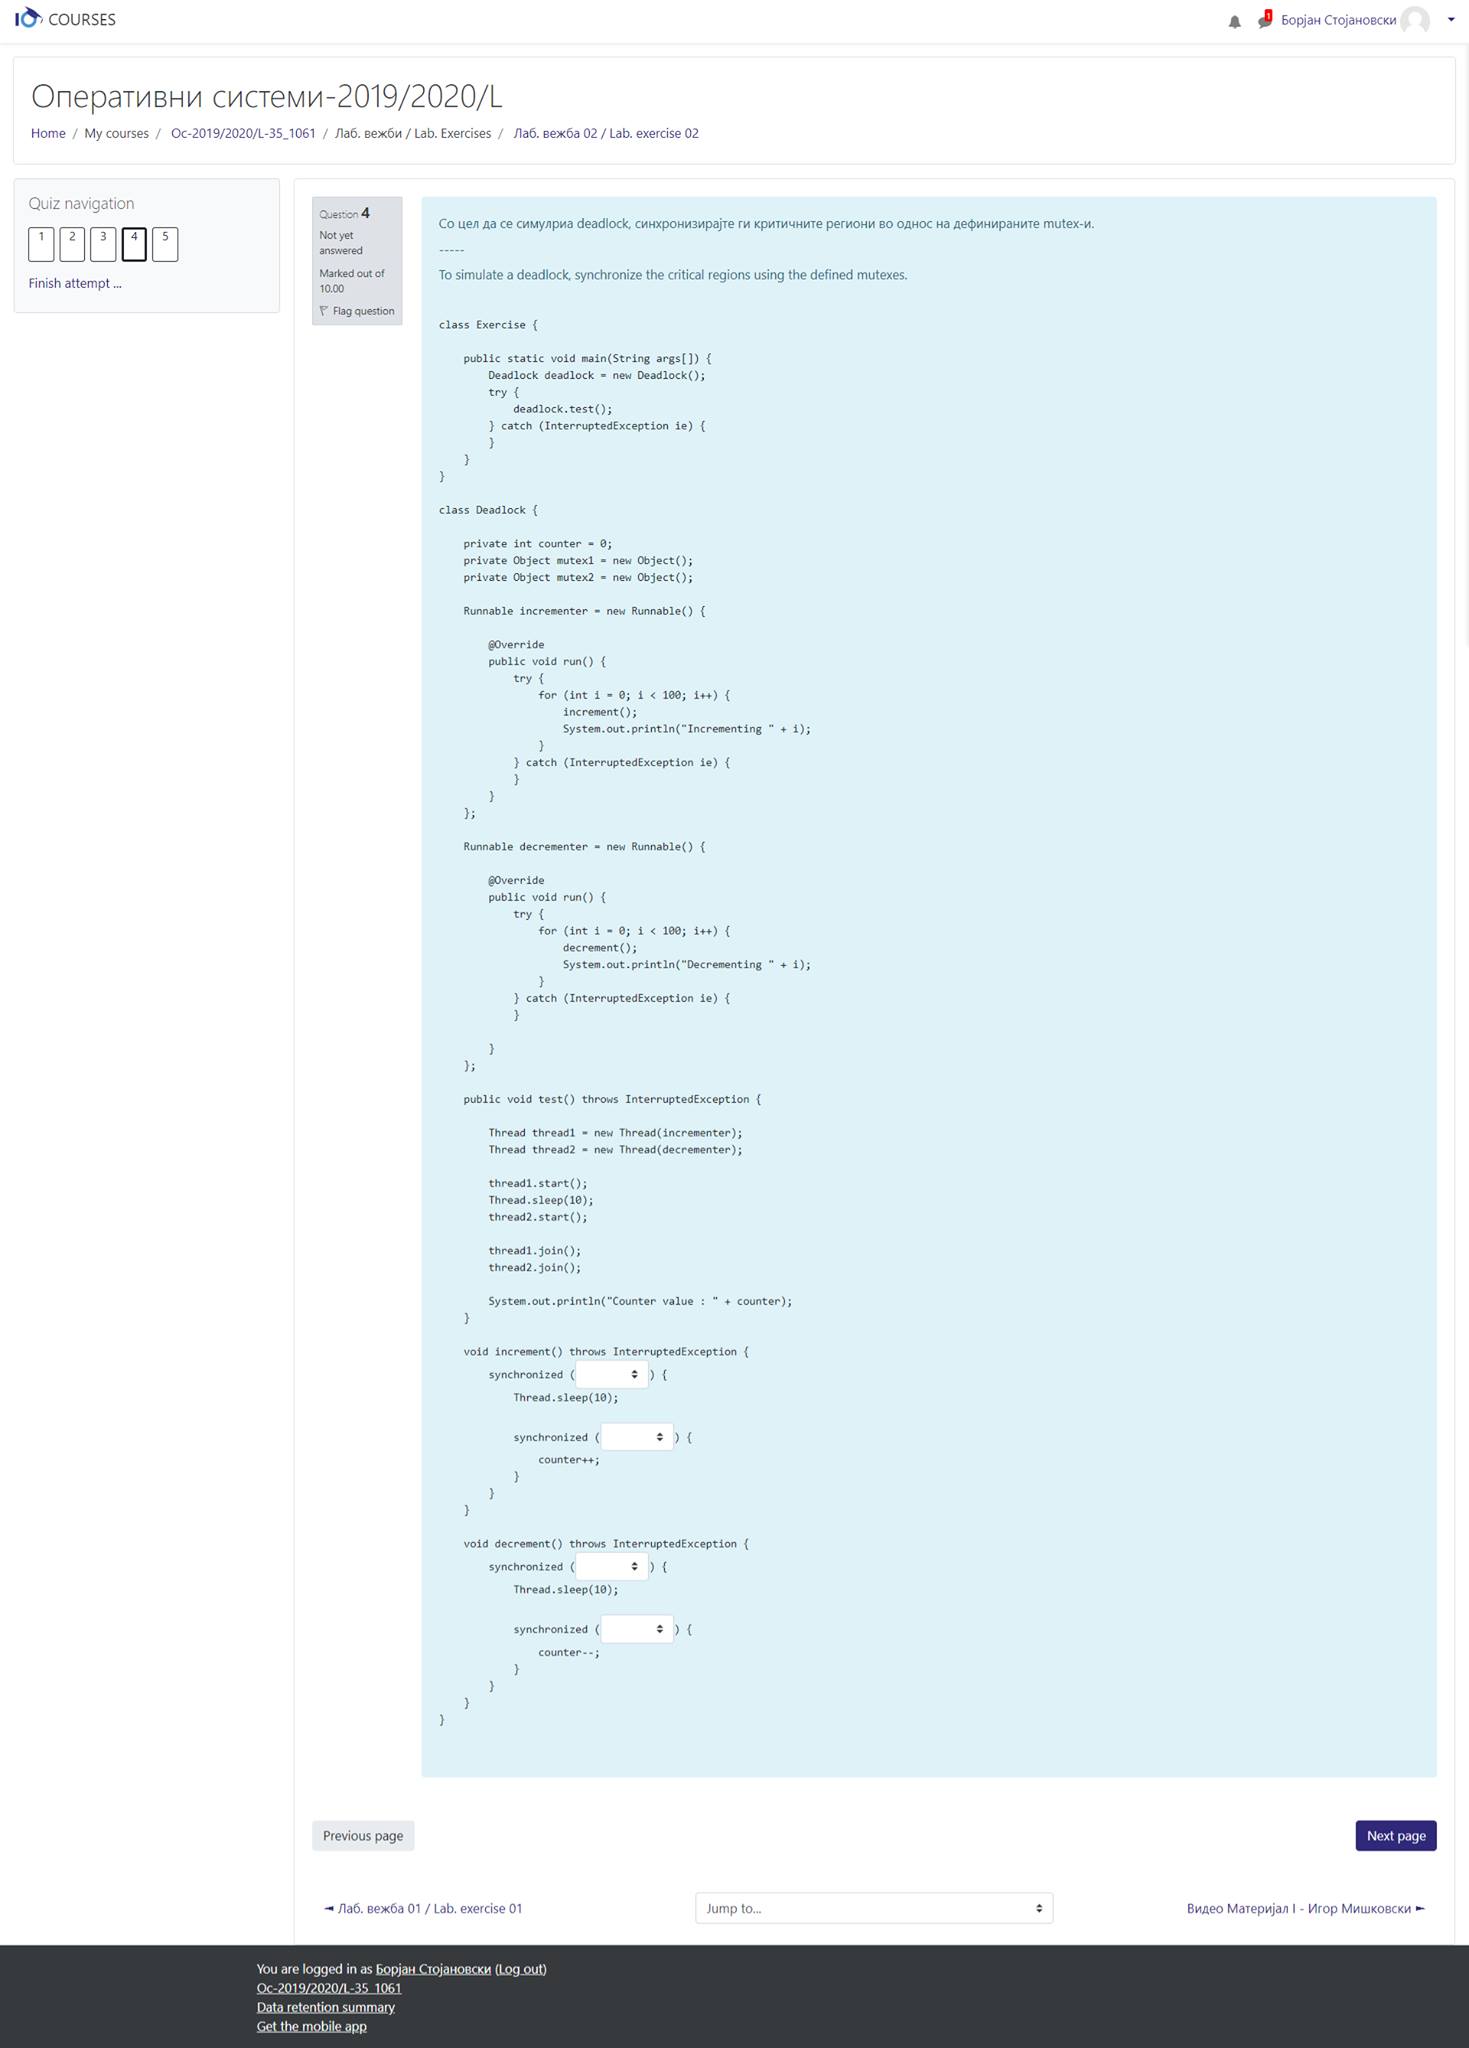 COURSES
1
Борјан Стојановски
Оперативни системи-2019/2020/L
Home / My courses / Ос-2019/2020/L-35_1061 / Лаб. вежби / Lab. Exercises / Лаб. вежба 02 / Lab. exercise 02
Quiz navigation
1 2 3 4 5
Finish attempt ...
Question 4
Not yet
answered
Marked out of
10.00
Flag question
Со цел да се симулриа deadlock, синхронизирајте ги критичните региони во однос на дефинираните mutex-и.
-----
To simulate a deadlock, synchronize the critical regions using the defined mutexes.
class Exercise {
public static void main(String args[]) {
Deadlock deadlock = new Deadlock();
try {
deadlock.test();
} catch (InterruptedException ie) {
}
}
}
class Deadlock {
private int counter = 0;
private Object mutex1 = new Object();
private Object mutex2 = new Object();
Runnable incrementer = new Runnable() {
@Override
public void run() {
try {
for (int i = 0; i < 100; i++) {
increment();
System.out.println("Incrementing " + i);
}
} catch (InterruptedException ie) {
}
}
};
Runnable decrementer = new Runnable() {
@Override
public void run() {
try {
for (int i = 0; i < 100; i++) {
decrement();
System.out.println("Decrementing " + i);
}
} catch (InterruptedException ie) {
}
}
};
public void test() throws InterruptedException {
Thread thread1 = new Thread(incrementer);
Thread thread2 = new Thread(decrementer);
thread1.start();
Thread.sleep(10);
thread2.start();
thread1.join();
thread2.join();
System.out.println("Counter value : " + counter);
}
void increment() throws InterruptedException {
synchronized ( ) {
Thread.sleep(10);
synchronized ( ) {
counter++;
}
}
}
void decrement() throws InterruptedException {
synchronized ( ) {
Thread.sleep(10);
synchronized ( ) {
counter--;
}
}
}
}
Previous page
Next page
◄ Лаб. вежба 01 / Lab. exercise 01
Jump to...
Видео Материјал I - Игор Мишковски ►
You are logged in as Борјан Стојановски (Log out)
Ос-2019/2020/L-35_1061
Data retention summary
Get the mobile app